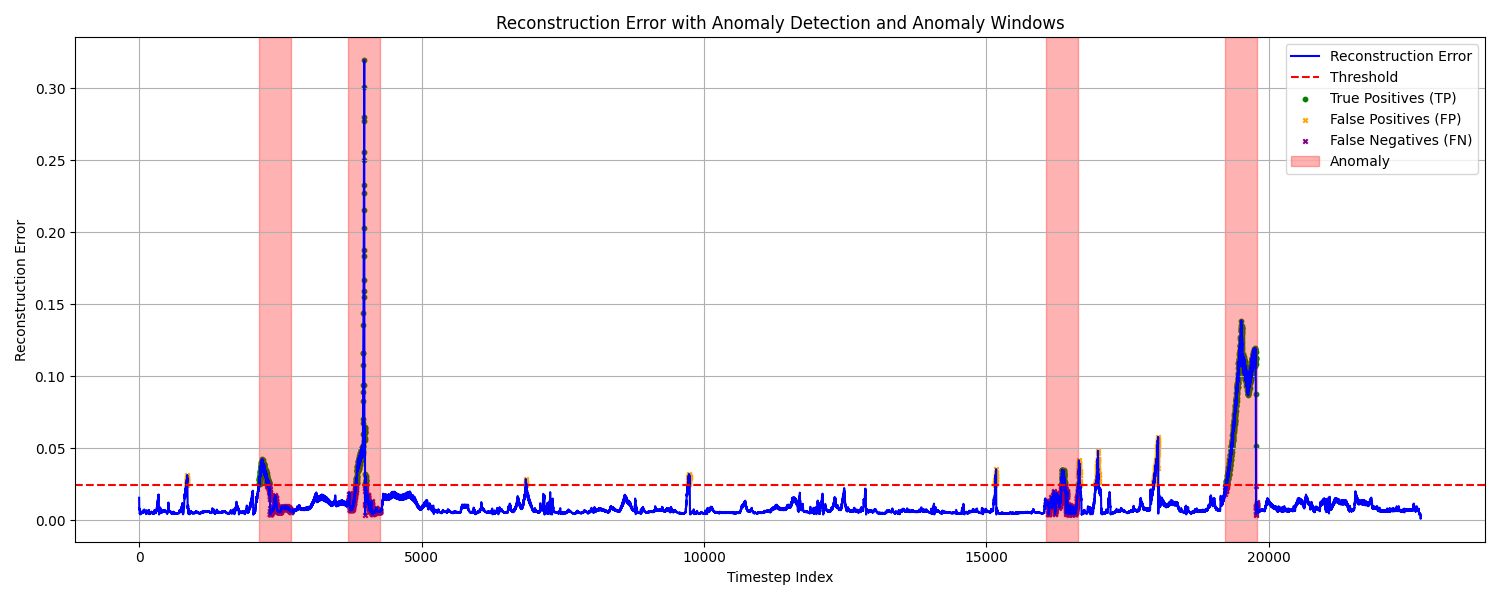 Reconstruction Error with Anomaly Detection and Anomaly Windows
Reconstruction Error
Threshold
True Positives (TP)
False Positives (FP)
False Negatives (FN)
Anomaly
Reconstruction Error
0.30
0.25
0.20
0.15
0.10
0.05
0.00
0
5000
10000
15000
20000
Timestep Index